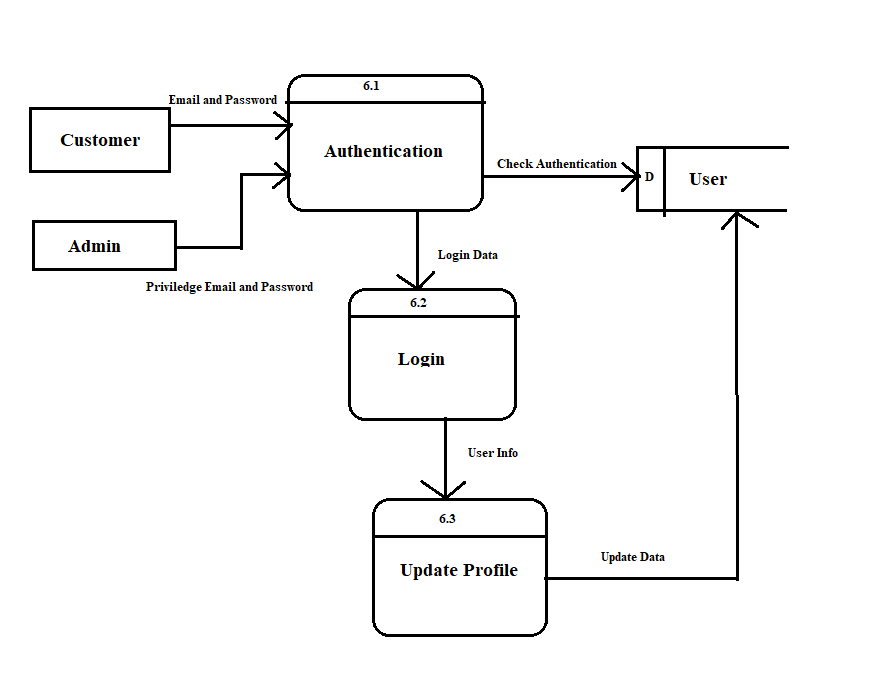 6.1
Email and Password
Customer
Authentication
Check Authentication
D
User
Admin
Login Data
Priviledge Email and Password
6.2
Login
User Info
6.3
Update Profile
Update Data